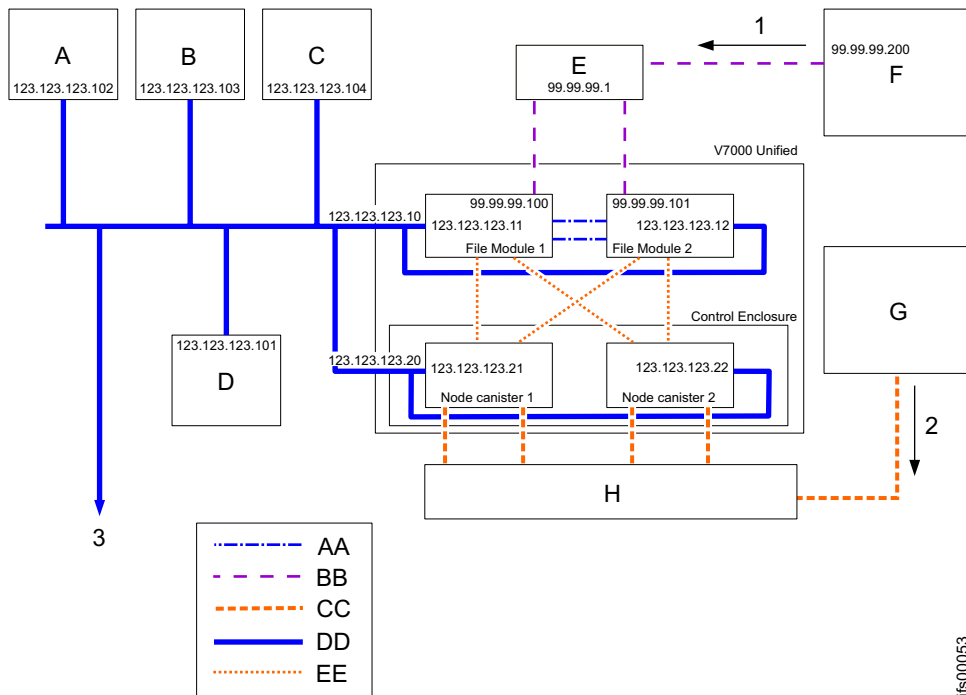 A
123.123.123.102
B
123.123.123.103
C
123.123.123.104
E
99.99.99.1
1
99.99.99.200
F
V7000 Unified
99.99.99.100
99.99.99.101
123.123.123.10
123.123.123.11
123.123.123.12
File Module 1
File Module 2
G
Control Enclosure
123.123.123.101
D
123.123.123.20
123.123.123.21
123.123.123.22
Node canister 1
Node canister 2
2
H
3
AA
BB
CC
DD
EE
ifs00053